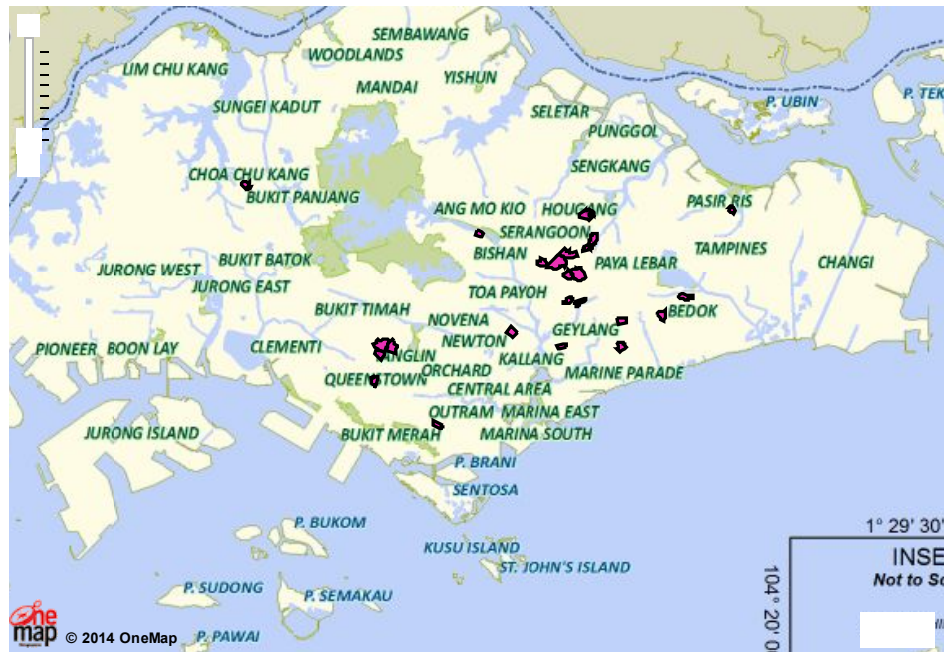 SEMBAWANG
WOODLANDS
LIM CHU KANG
YISHUN
MANDAI
SUNGEI KADUT
SELETAR
P. UBIN
P. TEK
PUNGGOL
SENGKANG
CHOA CHU KANG
BUKIT PANJANG
PASIR RIS
ANG MO KIO
HOUGANG
SERANGOON
BISHAN
TAMPINES
BUKIT BATOK
PAYA LEBAR
CHANGI
JURONG WEST
JURONG EAST
TOA PAYOH
BUKIT TIMAH
NOVENA
BEDOK
GEYLANG
NEWTON
PIONEER
BOON LAY
CLEMENTI
ANGLIN
KALLANG
ORCHARD
MARINE PARADE
QUEENSTOWN
CENTRAL AREA
OUTRAM
MARINA EAST
JURONG ISLAND
BUKIT MERAH
MARINA SOUTH
P. BRANI
SENTOSA
P. BUKOM
1° 29' 30'
KUSU ISLAND
INSE
ST. JOHN'S ISLAND
Not to Sc
104° 20' 0
P. SUDONG
P. SEMAKAU
One
map
© 2014 OneMap
P. PAWAI